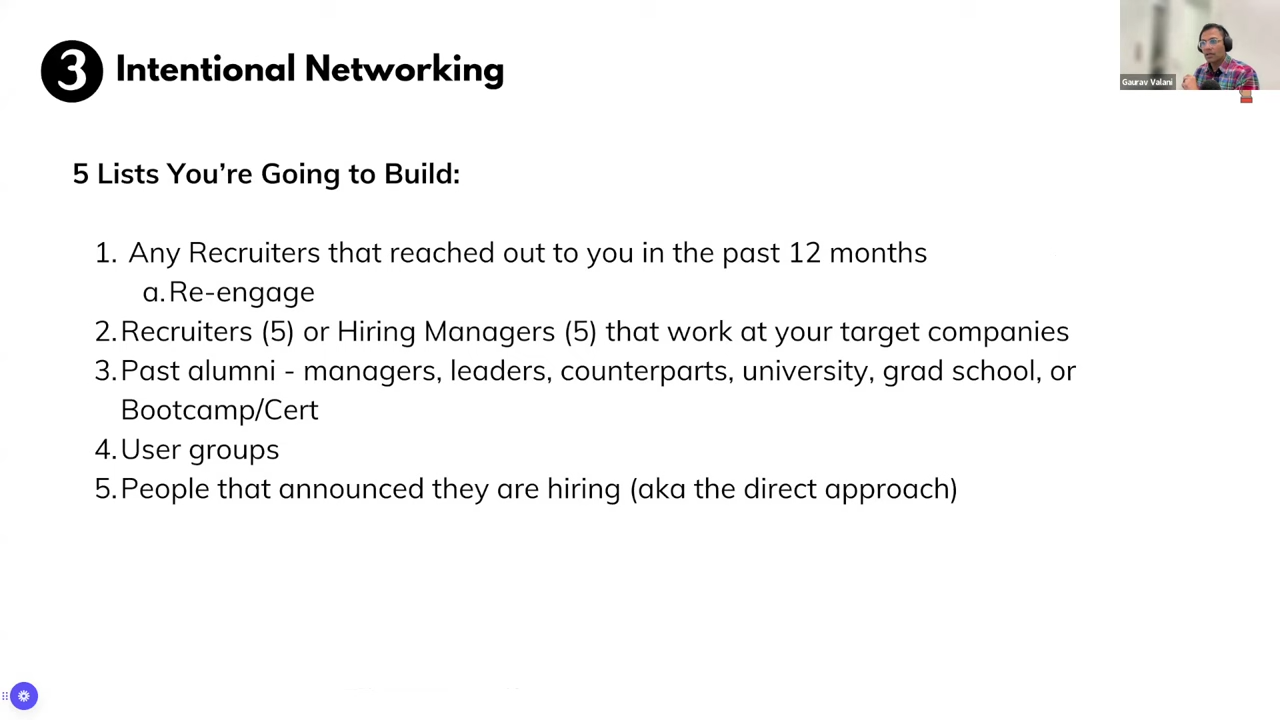 3 Intentional Networking
Gaurav Valani
5 Lists You're Going to Build:
1. Any Recruiters that reached out to you in the past 12 months
a. Re-engage
2. Recruiters (5) or Hiring Managers (5) that work at your target companies
3. Past alumni - managers, leaders, counterparts, university, grad school, or
Bootcamp/Cert
4. User groups
5. People that announced they are hiring (aka the direct approach)